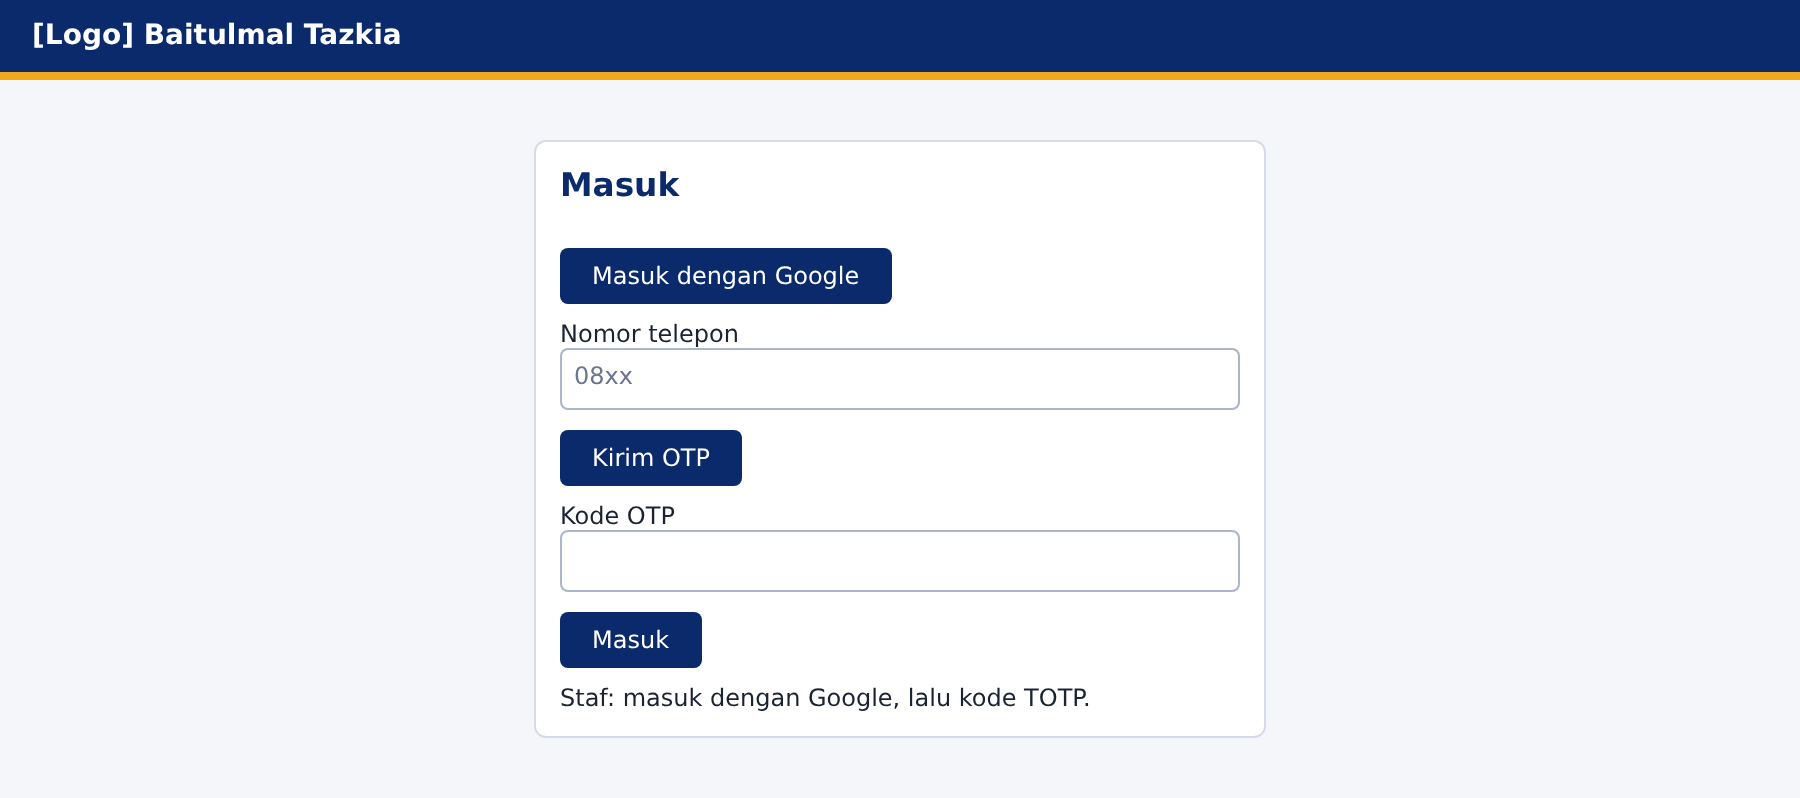 [Logo] Baitulmal Tazkia
Masuk
Masuk dengan Google
Nomor telepon
08xx
Kirim OTP
Kode OTP
Masuk
Staf: masuk dengan Google, lalu kode TOTP.